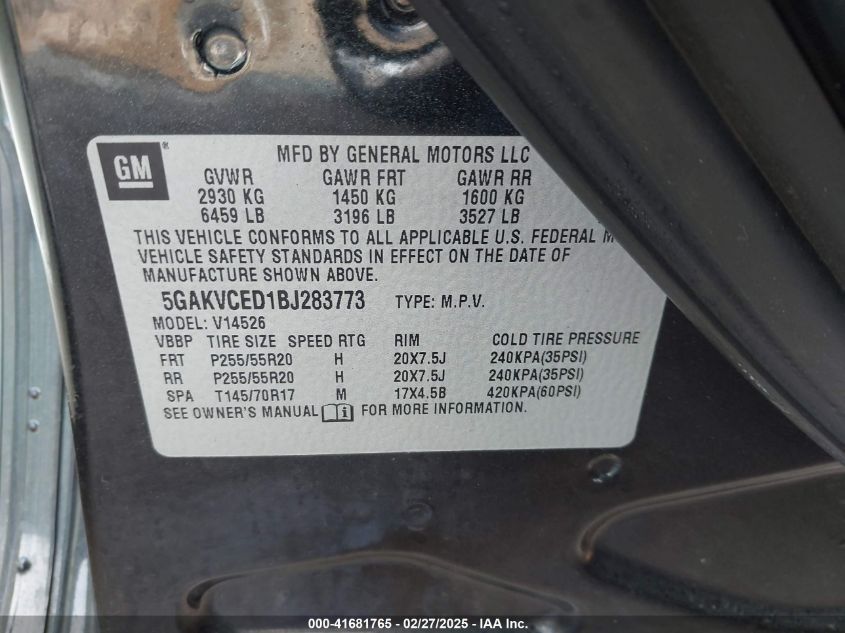 GM
MFD BY GENERAL MOTORS LLC
GVWR GAWR FRT GAWR RR
2930 KG 1450 KG 1600 KG
6459 LB 3196 LB 3527 LB
THIS VEHICLE CONFORMS TO ALL APPLICABLE U.S. FEDERAL
VEHICLE SAFETY STANDARDS IN EFFECT ON THE DATE OF
MANUFACTURE SHOWN ABOVE.
5GAKVCED1BJ283773 TYPE: M.P.V.
MODEL: V14526
VBBP TIRE SIZE SPEED RTG RIM COLD TIRE PRESSURE
FRT P255/55R20 H 20X7.5J 240KPA(35PSI)
RR P255/55R20 H 20X7.5J 240KPA(35PSI)
SPA T145/70R17 M 17X4.5B 420KPA(60PSI)
SEE OWNER'S MANUAL i FOR MORE INFORMATION.
000-41681765 - 02/27/2025 - IAA Inc.